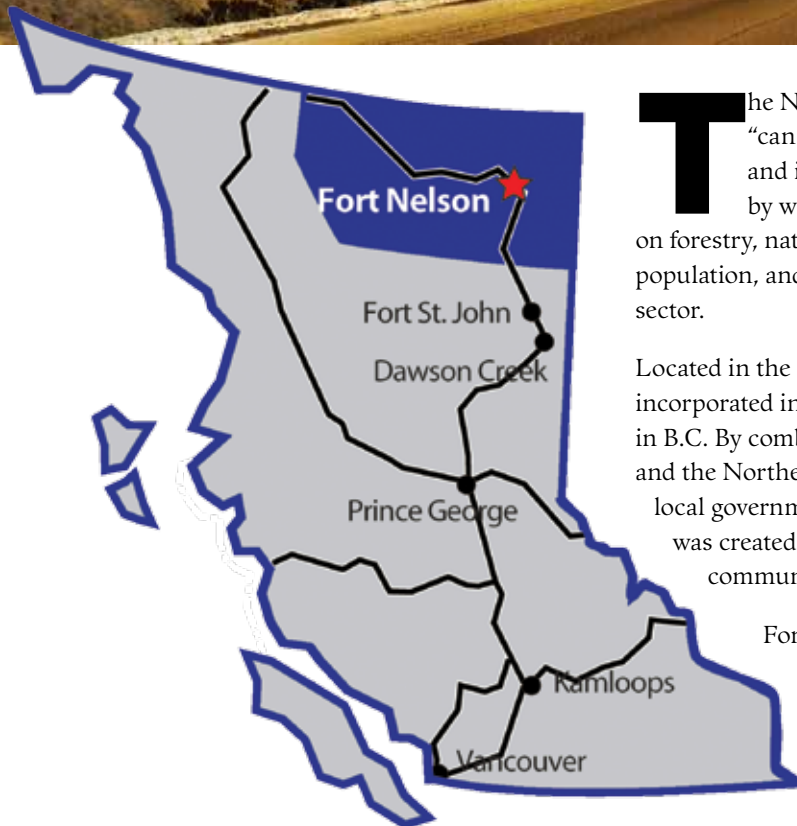 Fort Nelson
Fort St. John
Dawson Creek
Prince George
Kamloops
Vancouver
The N
“can
and i
by w
on forestry, nat
population, and
sector.
Located in the
incorporated in
in B.C. By comb
and the Northe
local governm
was created
commun
For